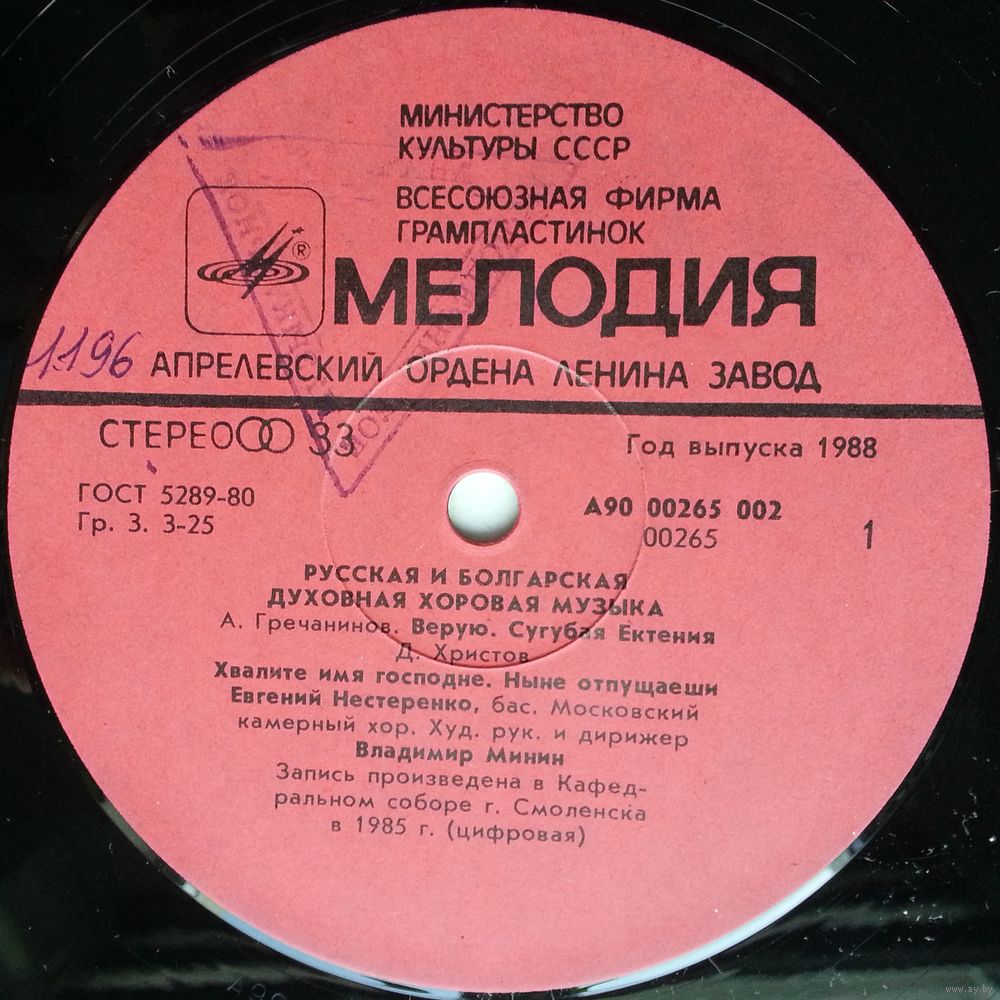 МИНИСТЕРСТВО
КУЛЬТУРЫ СССР
ВСЕСОЮЗНАЯ ФИРМА
ГРАМПЛАСТИНОК
®
МЕЛОДИЯ
1196
АПРЕЛЕВСКИЙ ОРДЕНА ЛЕНИНА ЗАВОД
СТЕРЕО 33
Год выпуска 1988
ГОСТ 5289-80
Гр. 3. 3-25
А90 00265 002
00265
1
РУССКАЯ И БОЛГАРСКАЯ
ДУХОВНАЯ ХОРОВАЯ МУЗЫКА
А. Гречанинов. Верую. Сугубая Ектения
Д. Христов
Хвалите имя господне. Ныне отпущаеши
Евгений Нестеренко, бас. Московский
камерный хор. Худ. рук. и дирижер
Владимир Минин
Запись произведена в Кафед-
ральном соборе г. Смоленска
в 1985 г. (цифровая)
www.ay.by